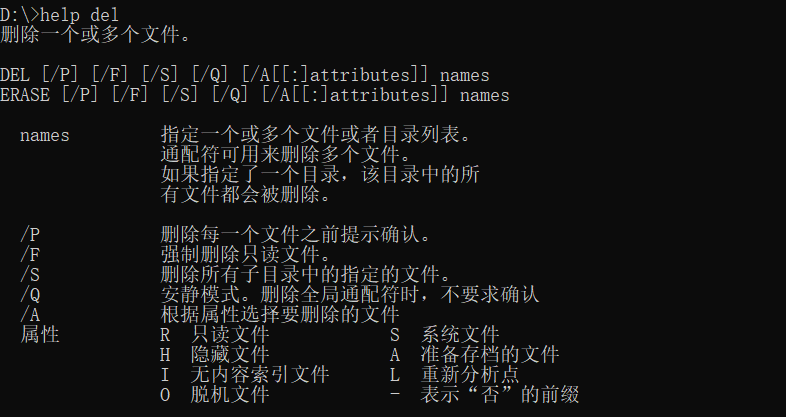 D:\>help del
删除一个或多个文件。
DEL [/P] [/F] [/S] [/Q] [/A[[:]attributes]] names
ERASE [/P] [/F] [/S] [/Q] [/A[[:]attributes]] names
names 指定一个或多个文件或者目录列表。
通配符可用来删除多个文件。
如果指定了一个目录，该目录中的所
有文件都会被删除。
/P 删除每一个文件之前提示确认。
/F 强制删除只读文件。
/S 删除所有子目录中的指定的文件。
/Q 安静模式。删除全局通配符时，不要求确认
/A 根据属性选择要删除的文件
属性 R 只读文件 S 系统文件
H 隐藏文件 A 准备存档的文件
I 无内容索引文件 L 重新分析点
O 脱机文件 - 表示“否”的前缀